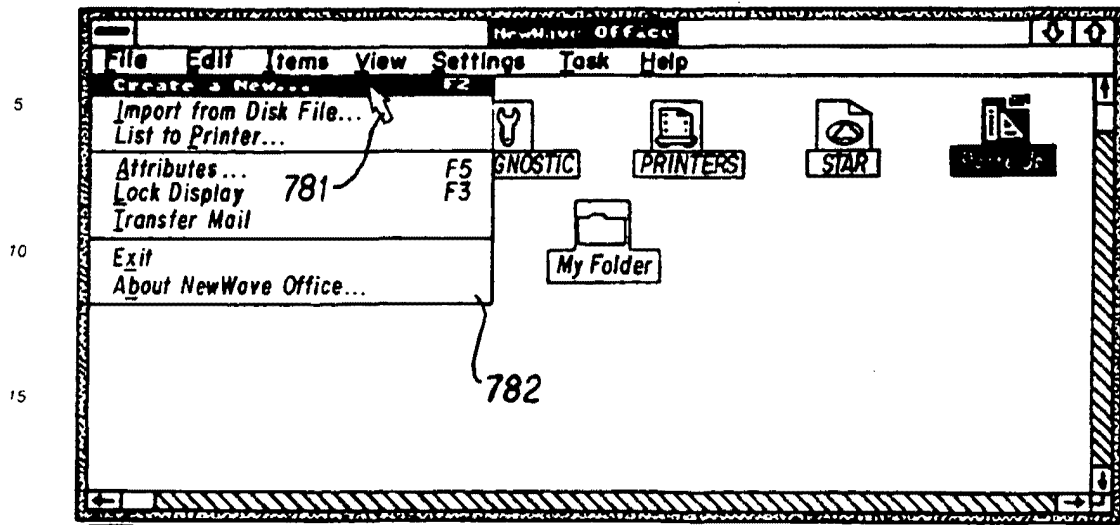 NewWave Office
File Edit Items View Settings Task Help
Create a New... F2
5
Import from Disk File...
List to Printer...
GNOSTIC PRINTERS STAR
Attributes... F5
Lock Display F3
781
Transfer Mail
10
Exit
My Folder
About NewWave Office...
782
15